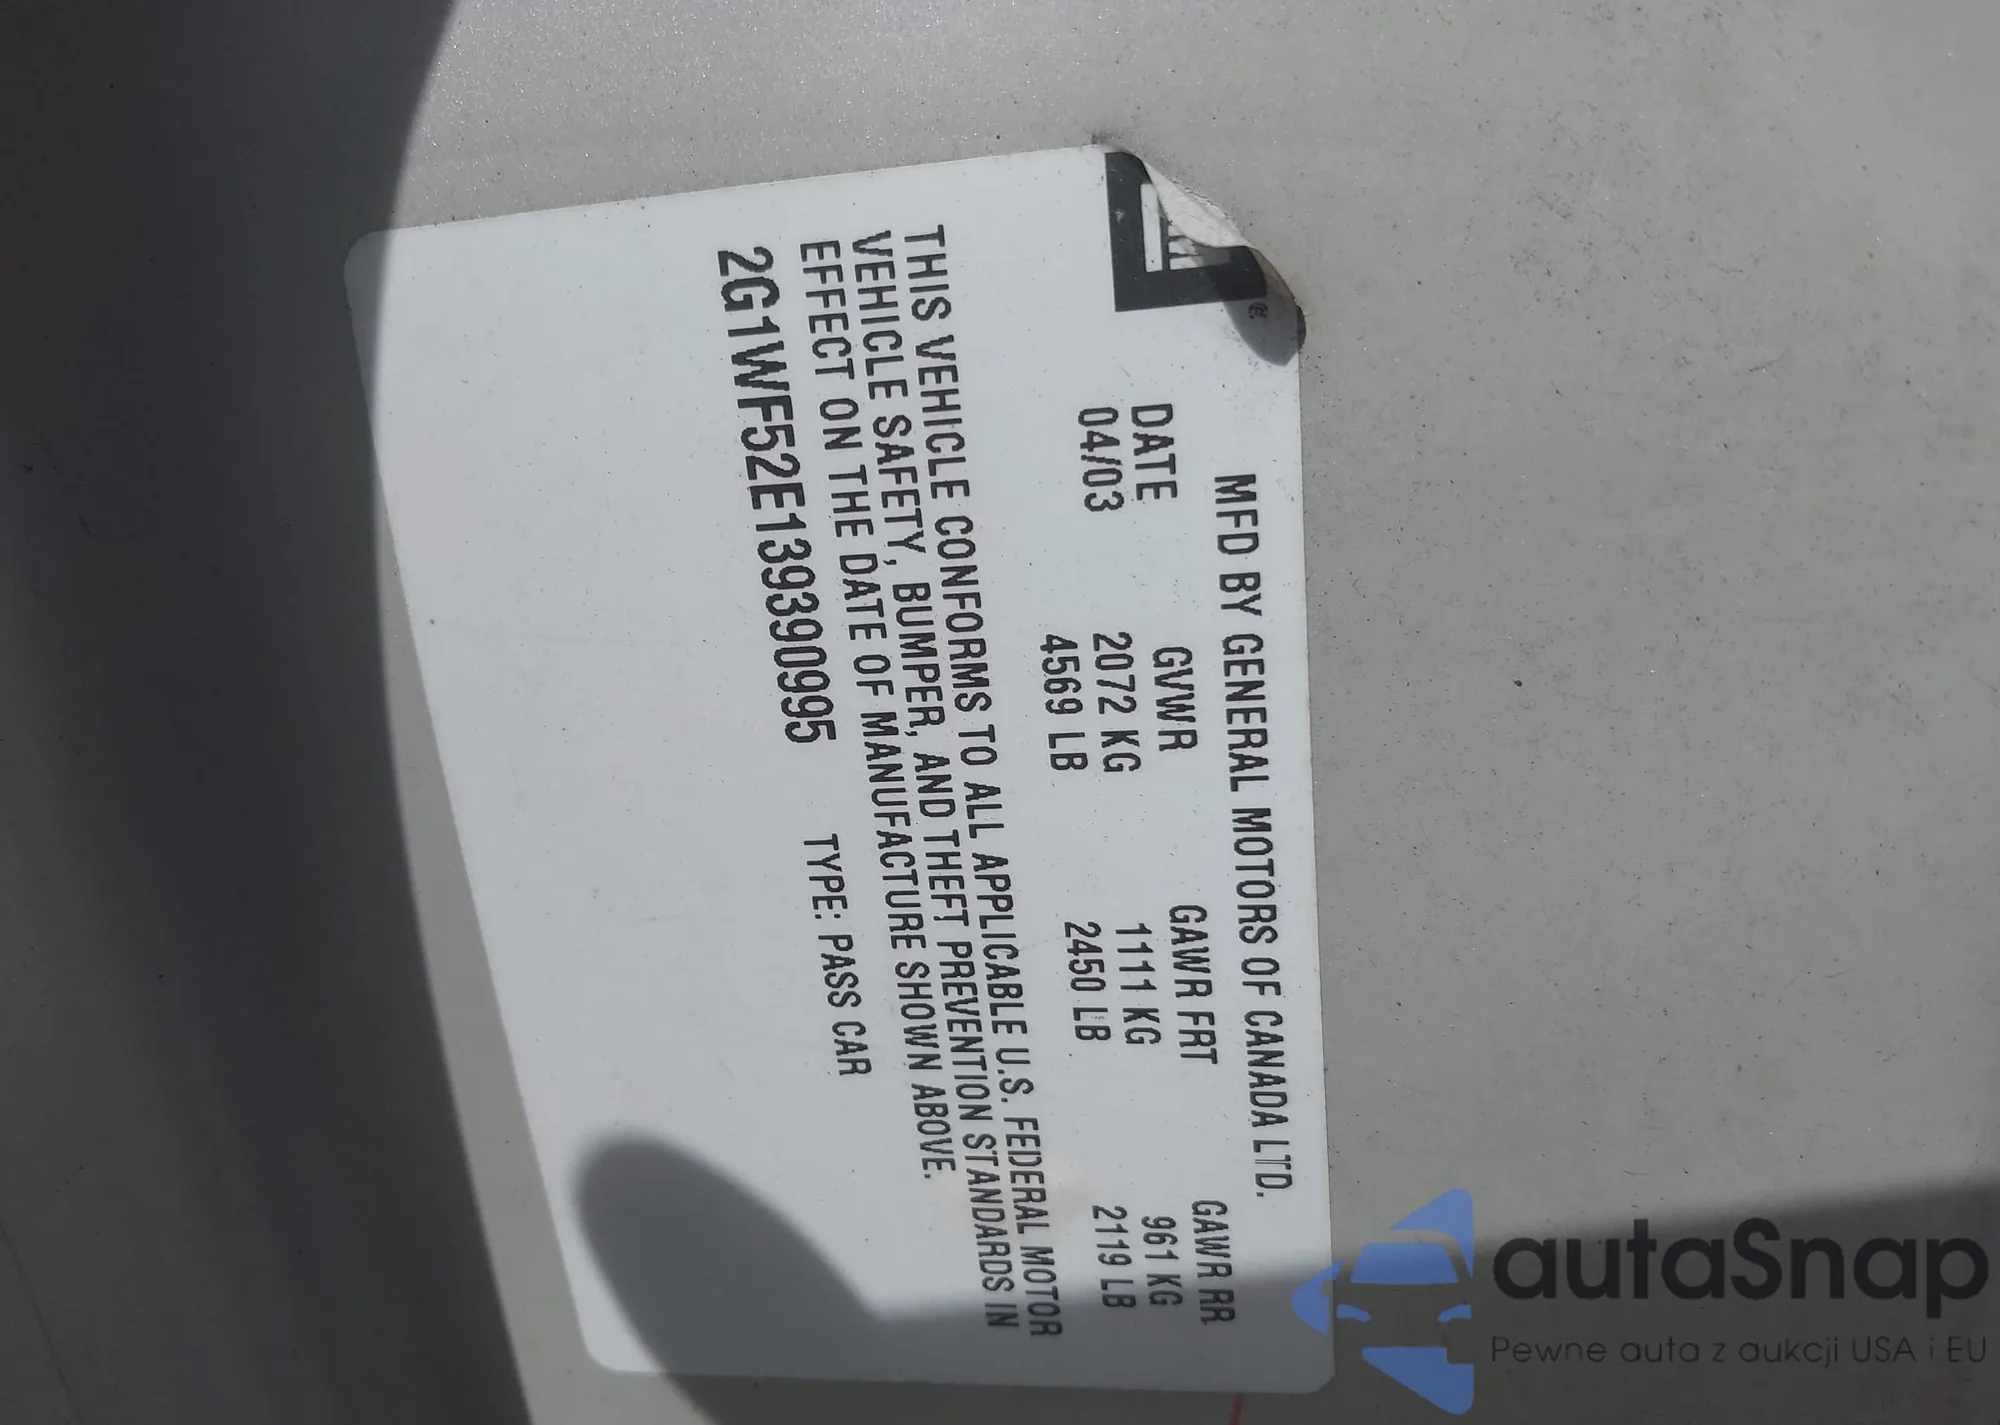 MFD BY GENERAL MOTORS OF CANADA LTD.
DATE GVWR GAWR FRT GAWR RR
04/03 2072 KG 1111 KG 961 KG
4569 LB 2450 LB 2119 LB
THIS VEHICLE CONFORMS TO ALL APPLICABLE U.S. FEDERAL MOTOR
VEHICLE SAFETY, BUMPER, AND THEFT PREVENTION STANDARDS IN
EFFECT ON THE DATE OF MANUFACTURE SHOWN ABOVE.
2G1WF52E139390995 TYPE: PASS CAR
autaSnap
Pewne auta z aukcji USA i EU